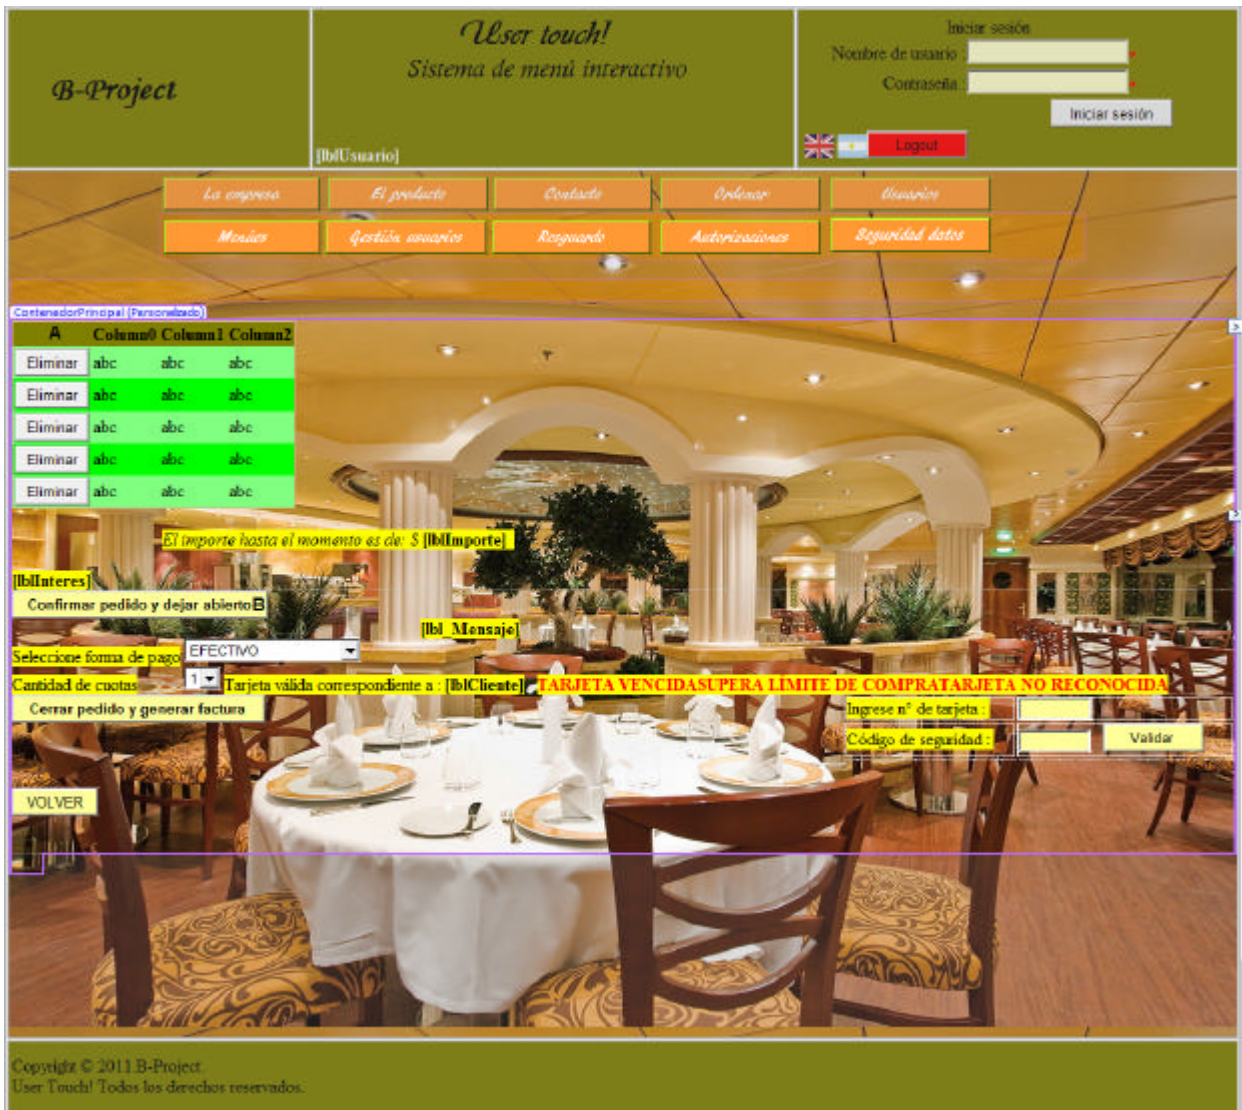 B-Project
User touch!
Sistema de menú interactivo
[lblUsuario]
Iniciar sesión
Nombre de usuario : *
Contraseña : *
Iniciar sesión
Logout
La empresa El producto Contacto Ordenar Usuarios
Menúes Gestión usuarios Resguardo Autorizaciones Seguridad datos
ContenedorPrincipal (Personalizado)
A Column0 Column1 Column2
Eliminar abc abc abc
Eliminar abc abc abc
Eliminar abc abc abc
Eliminar abc abc abc
Eliminar abc abc abc
El importe hasta el momento es de: $ [lblImporte]
[lblInteres]
Confirmar pedido y dejar abierto B
[lbl_Mensaje]
Seleccione forma de pago EFECTIVO
Cantidad de cuotas 1 Tarjeta válida correspondiente a : [lblCliente] TARJETA VENCIDASUPERA LÍMITE DE COMPRATARJETA NO RECONOCIDA
Cerrar pedido y generar factura
Ingrese n° de tarjeta :
Código de seguridad : Validar
VOLVER
Copyright © 2011 B-Project.
User Touch! Todos los derechos reservados.